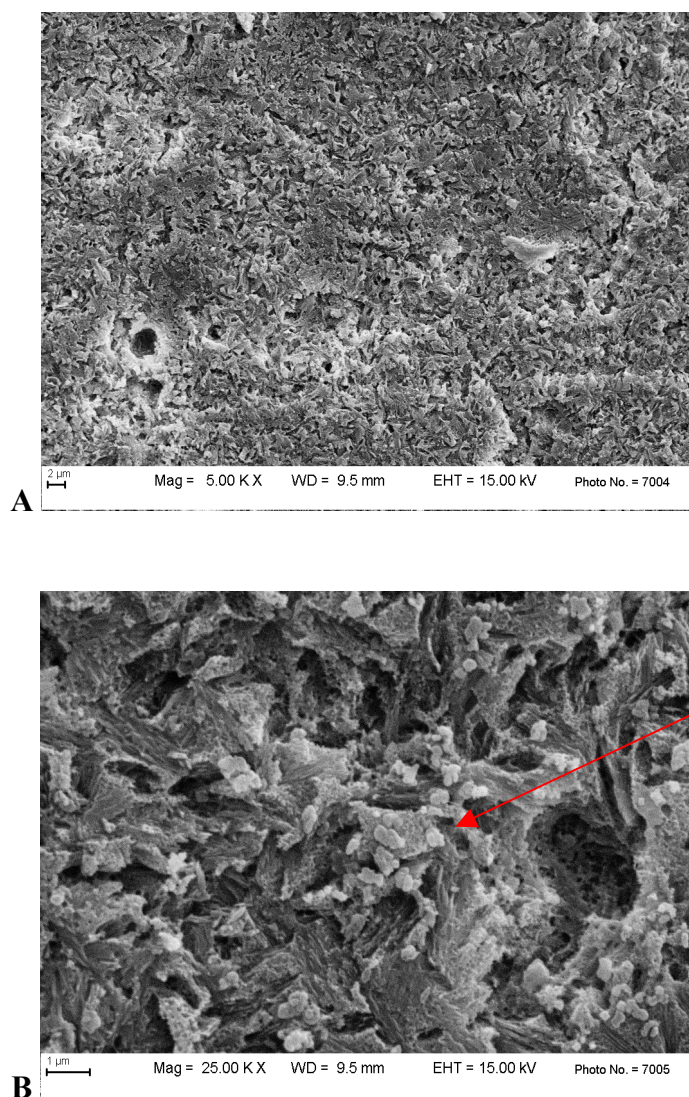 2 µm
Mag = 5.00 K X WD = 9.5 mm EHT = 15.00 kV Photo No. = 7004
A
1 µm
Mag = 25.00 K X WD = 9.5 mm EHT = 15.00 kV Photo No. = 7005
B